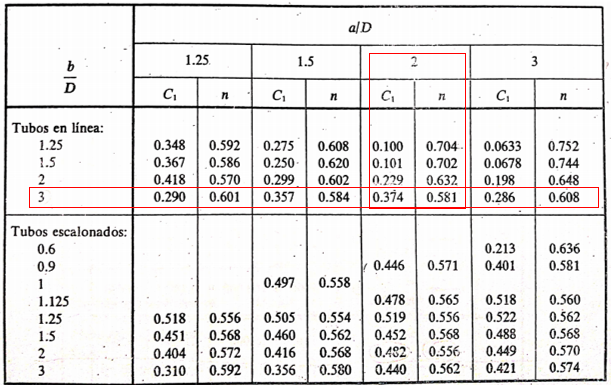 a/D
b/D 1.25 1.5 2 3
C₁ n C₁ n C₁ n C₁ n
Tubos en línea:
1.25 0.348 0.592 0.275 0.608 0.100 0.704 0.0633 0.752
1.5 0.367 0.586 0.250 0.620 0.101 0.702 0.0678 0.744
2 0.418 0.570 0.299 0.602 0.229 0.632 0.198 0.648
3 0.290 0.601 0.357 0.584 0.374 0.581 0.286 0.608
Tubos escalonados:
0.6 0.213 0.636
0.9 0.446 0.571 0.401 0.581
1 0.497 0.558
1.125 0.478 0.565 0.518 0.560
1.25 0.518 0.556 0.505 0.554 0.519 0.556 0.522 0.562
1.5 0.451 0.568 0.460 0.562 0.452 0.568 0.488 0.568
2 0.404 0.572 0.416 0.568 0.482 0.556 0.449 0.570
3 0.310 0.592 0.356 0.580 0.440 0.562 0.421 0.574